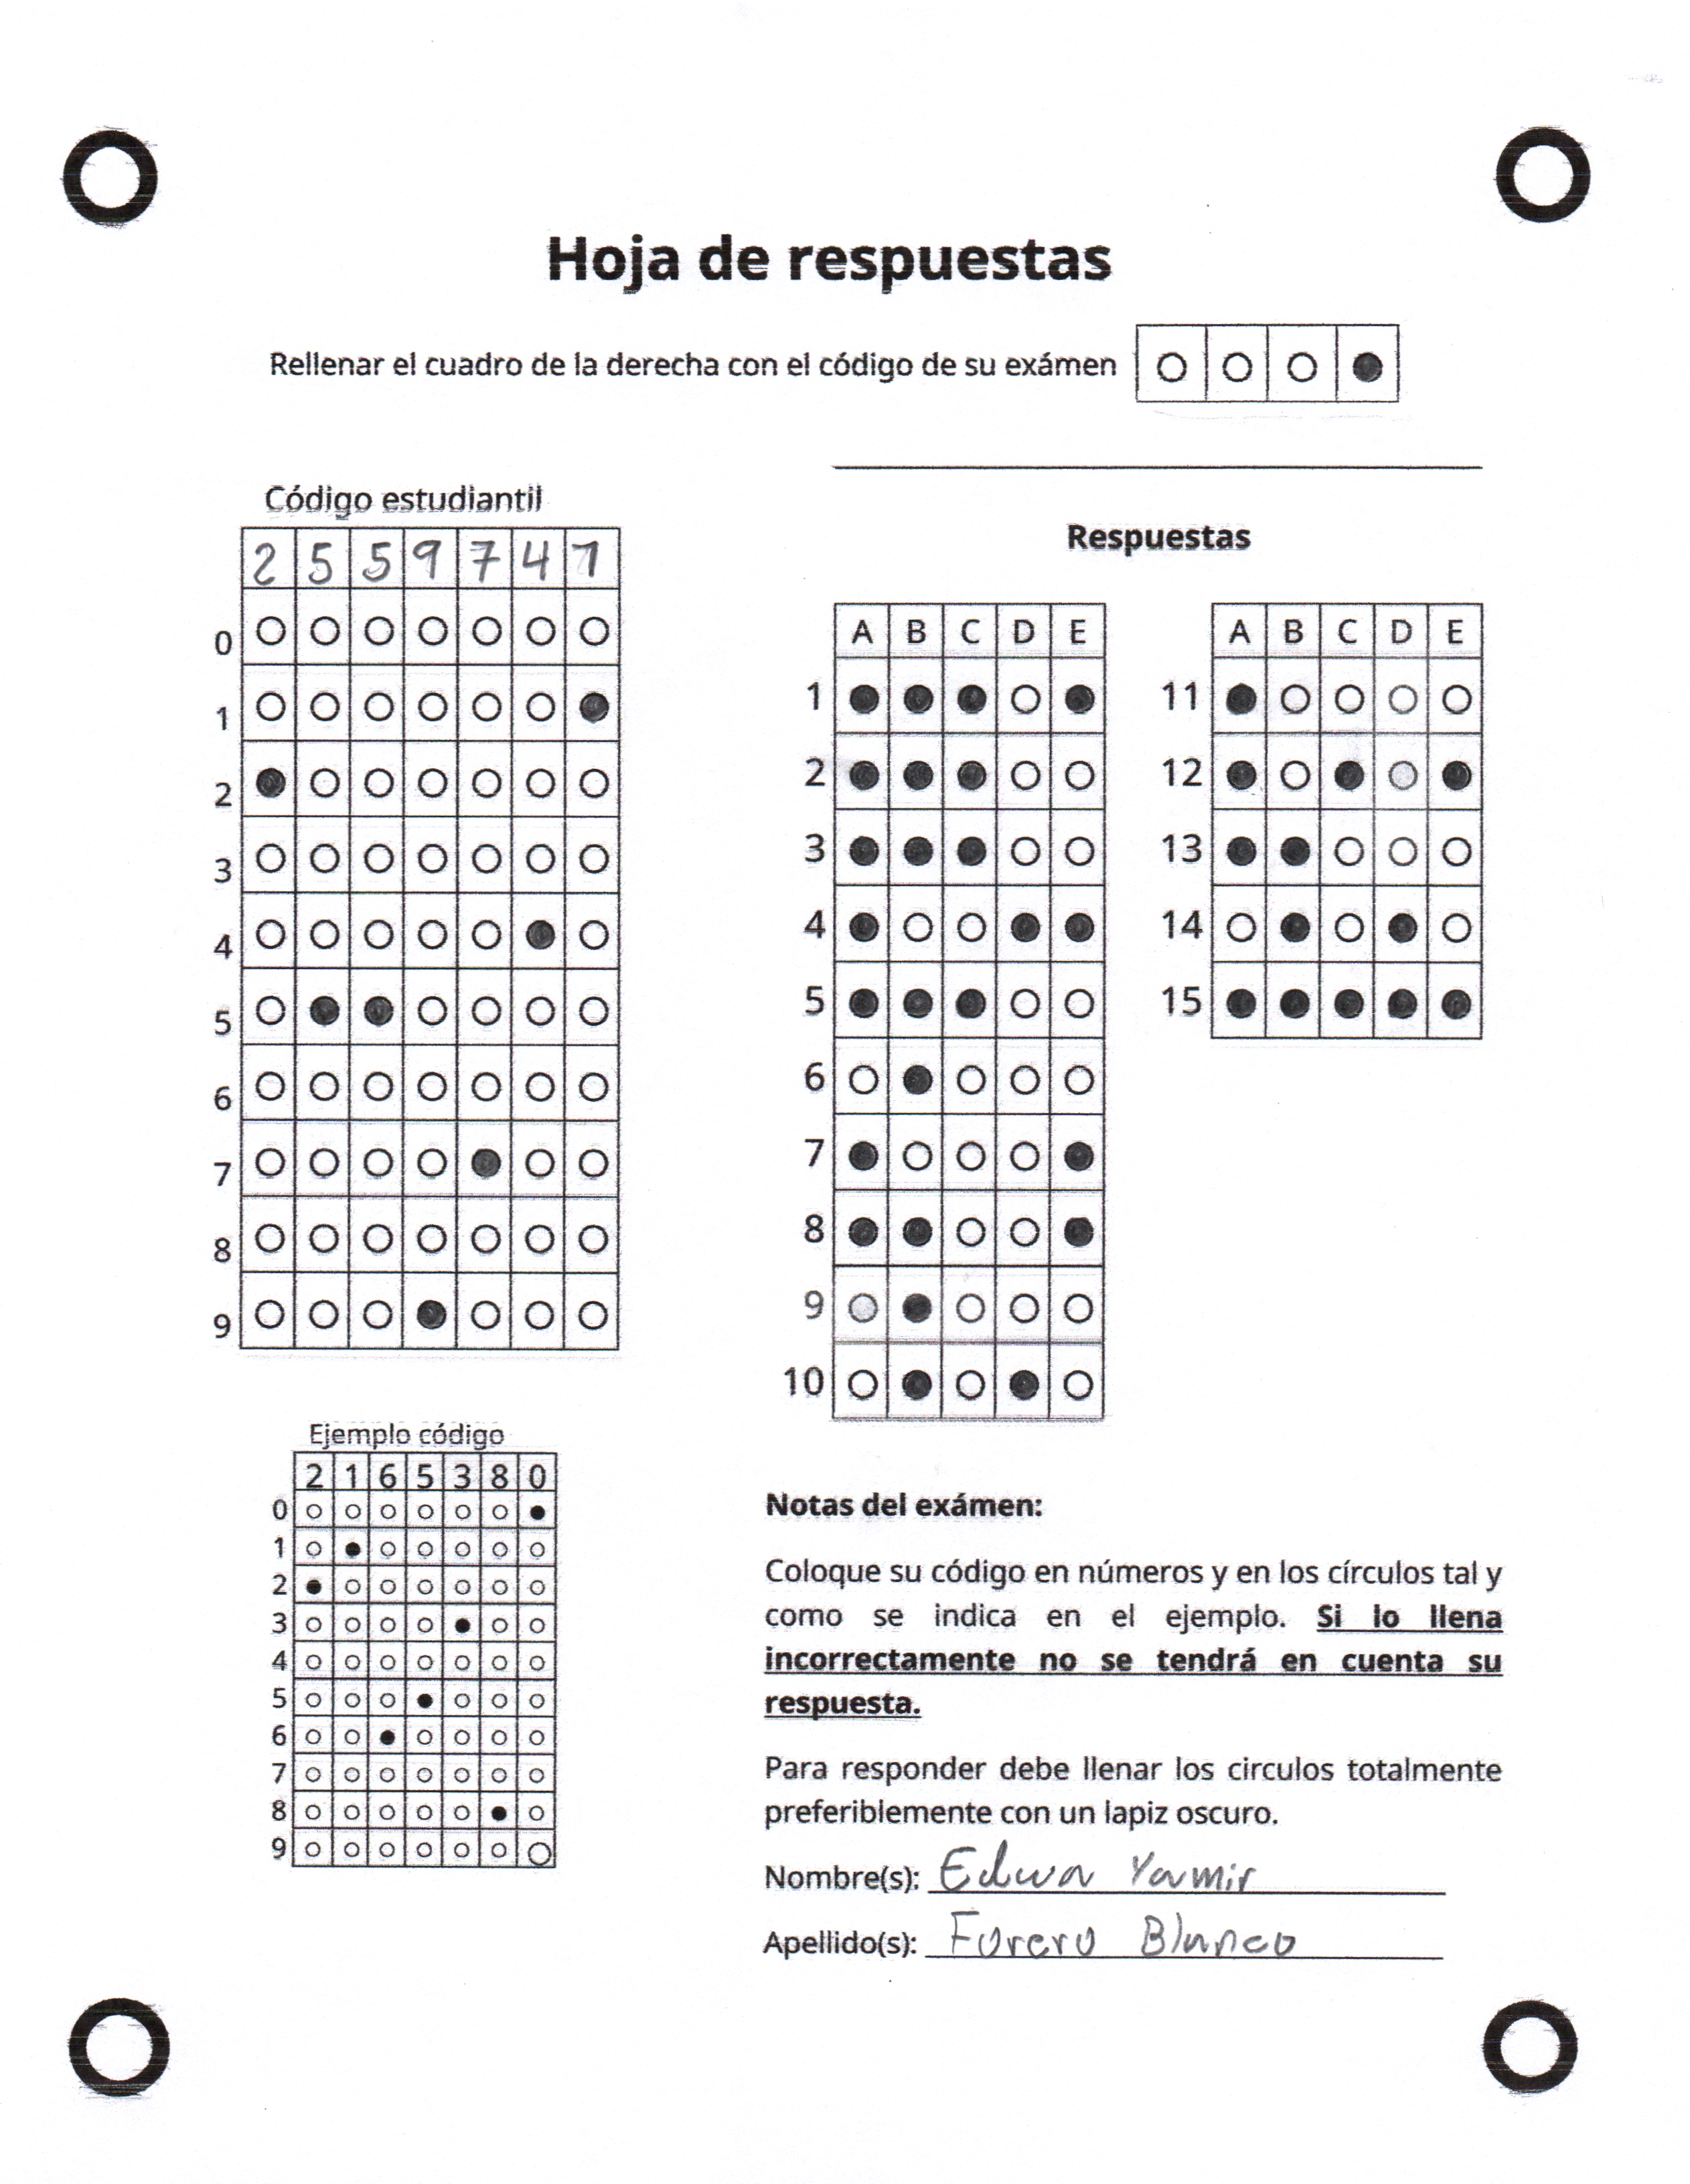 Hoja de respuestas
Rellenar el cuadro de la derecha con el código de su exámen
Código estudiantil
2 5 5 9 7 4 1
0
1
2
3
4
5
6
7
8
9
Respuestas
A B C D E
1
2
3
4
5
6
7
8
9
10
A B C D E
11
12
13
14
15
Ejemplo código
2 1 6 5 3 8 0
0
1
2
3
4
5
6
7
8
9
Notas del exámen:
Coloque su código en números y en los círculos tal y
como se indica en el ejemplo. Si lo llena
incorrectamente no se tendrá en cuenta su
respuesta.
Para responder debe llenar los circulos totalmente
preferiblemente con un lapiz oscuro.
Nombre(s): Edwa Yamir
Apellido(s): Forero Blanco